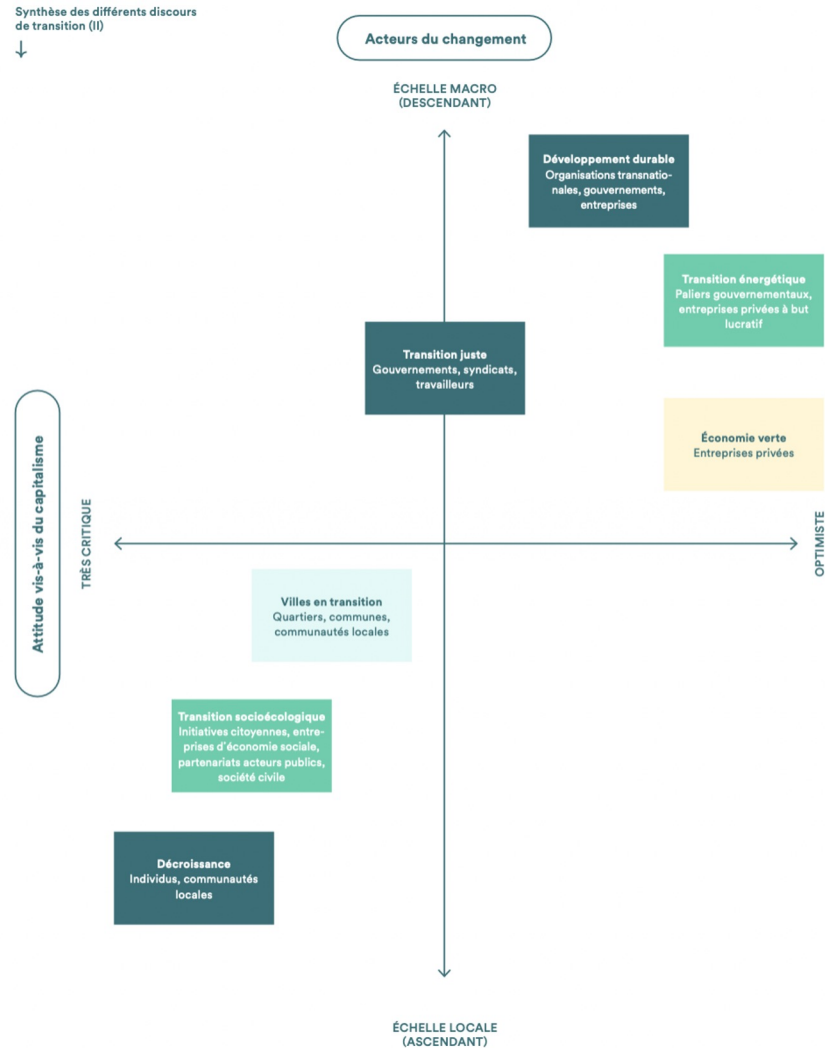 Synthèse des différents discours
de transition (II)
Acteurs du changement
ÉCHELLE MACRO
(DESCENDANT)
Développement durable
Organisations transnatio-
nales, gouvernements,
entreprises
Transition énergétique
Paliers gouvernementaux,
entreprises privées à but
lucratif
Transition juste
Gouvernements, syndicats,
travailleurs
Économie verte
Entreprises privées
Attitude vis-à-vis du capitalisme
TRÈS CRITIQUE
OPTIMISTE
Villes en transition
Quartiers, communes,
communautés locales
Transition socioécologique
Initiatives citoyennes, entre-
prises d'économie sociale,
partenariats acteurs publics,
société civile
Décroissance
Individus, communautés
locales
ÉCHELLE LOCALE
(ASCENDANT)